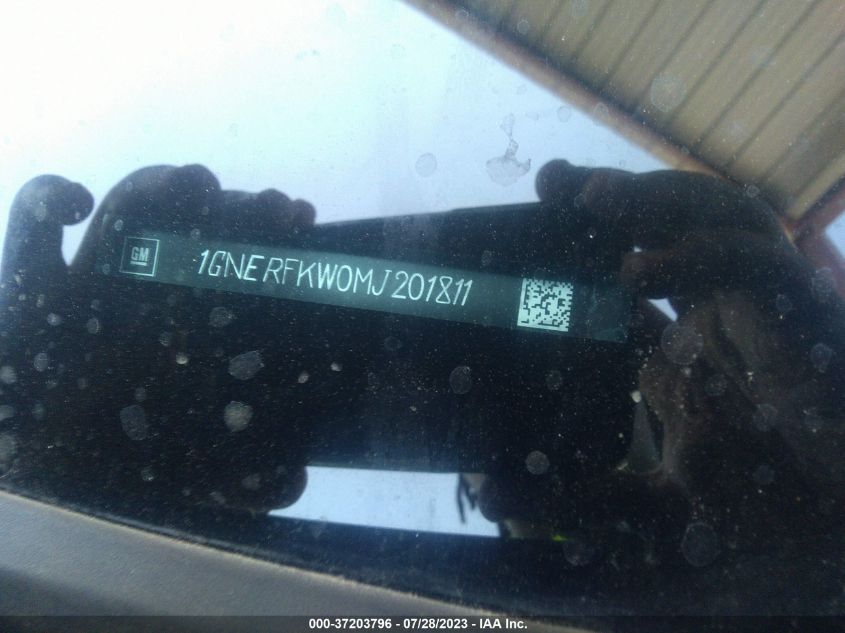 GM
1GNERFKW0MJ201811
000-37203796 - 07/28/2023 - IAA Inc.